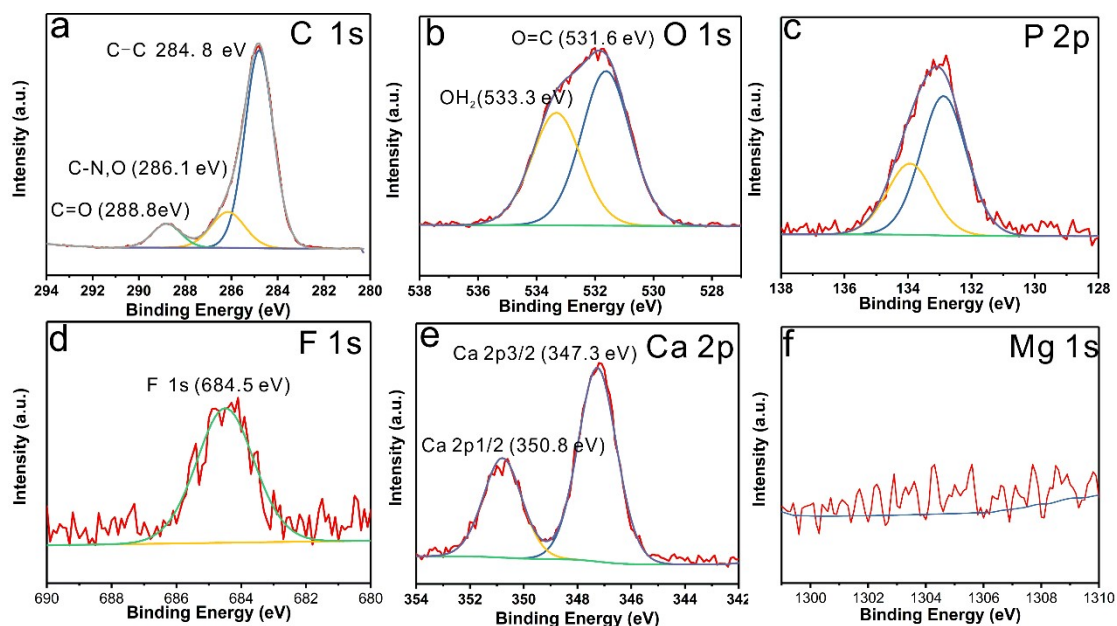 a
C 1s
C−C 284. 8 eV
C-N,O (286.1 eV)
C=O (288.8eV)
Intensity (a.u.)
294 292 290 288 286 284 282 280
Binding Energy (eV)
b
O 1s
O=C (531.6 eV)
OH₂(533.3 eV)
Intensity (a.u.)
538 536 534 532 530 528
Binding Energy (eV)
c
P 2p
Intensity (a.u.)
138 136 134 132 130 128
Binding Energy (eV)
d
F 1s
F 1s (684.5 eV)
Intensity (a.u.)
690 688 686 684 682 680
Binding Energy (eV)
e
Ca 2p
Ca 2p3/2 (347.3 eV)
Ca 2p1/2 (350.8 eV)
Intensity (a.u.)
354 352 350 348 346 344 342
Binding Energy (eV)
f
Mg 1s
Intensity (a.u.)
1300 1302 1304 1306 1308 1310
Binding Energy (eV)